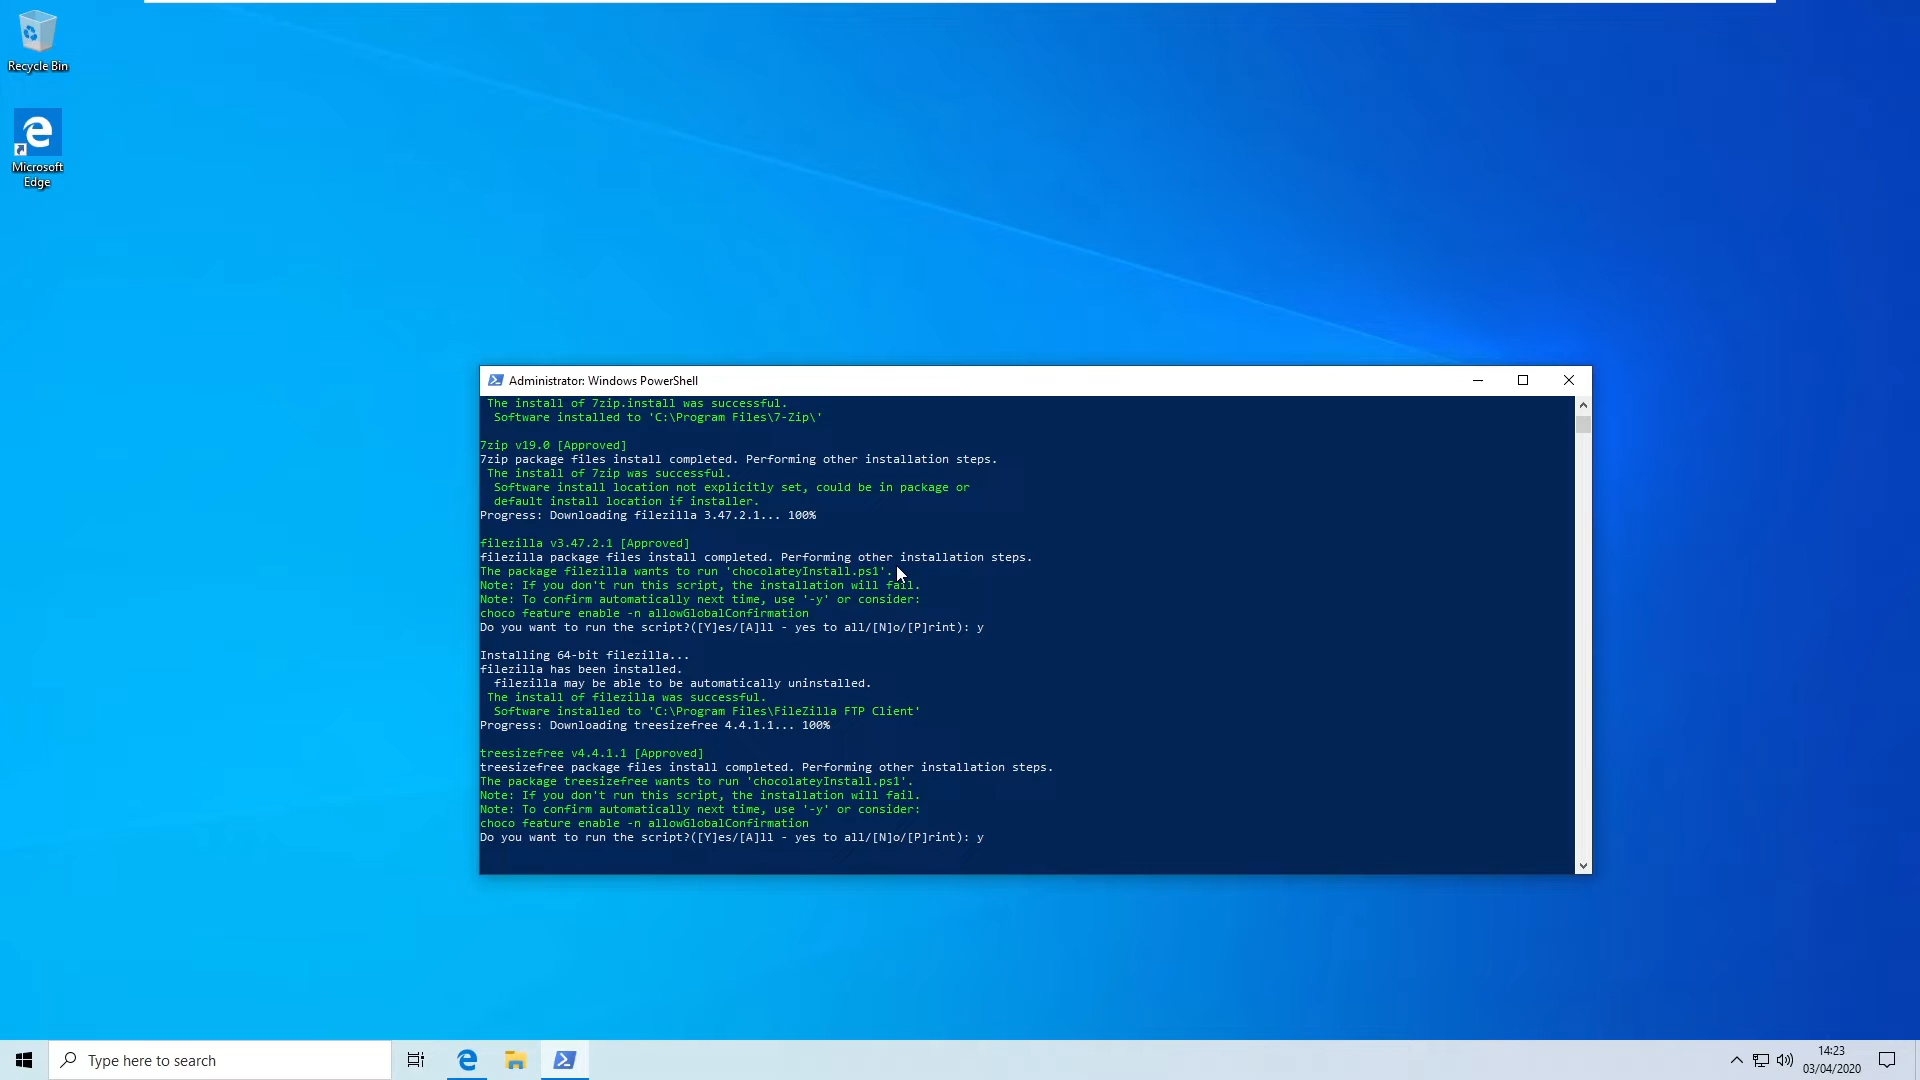 Recycle Bin
Microsoft
Edge
Administrator: Windows PowerShell
The install of 7zip.install was successful.
Software installed to 'C:\Program Files\7-Zip\'
7zip v19.0 [Approved]
7zip package files install completed. Performing other installation steps.
The install of 7zip was successful.
Software install location not explicitly set, could be in package or
default install location if installer.
Progress: Downloading filezilla 3.47.2.1... 100%
filezilla v3.47.2.1 [Approved]
filezilla package files install completed. Performing other installation steps.
The package filezilla wants to run 'chocolateyInstall.ps1'.
Note: If you don't run this script, the installation will fail.
Note: To confirm automatically next time, use '-y' or consider:
choco feature enable -n allowGlobalConfirmation
Do you want to run the script?([Y]es/[A]ll - yes to all/[N]o/[P]rint): y
Installing 64-bit filezilla...
filezilla has been installed.
filezilla may be able to be automatically uninstalled.
The install of filezilla was successful.
Software installed to 'C:\Program Files\FileZilla FTP Client'
Progress: Downloading treesizefree 4.4.1.1... 100%
treesizefree v4.4.1.1 [Approved]
treesizefree package files install completed. Performing other installation steps.
The package treesizefree wants to run 'chocolateyInstall.ps1'.
Note: If you don't run this script, the installation will fail.
Note: To confirm automatically next time, use '-y' or consider:
choco feature enable -n allowGlobalConfirmation
Do you want to run the script?([Y]es/[A]ll - yes to all/[N]o/[P]rint): y
Type here to search
14:23
03/04/2020